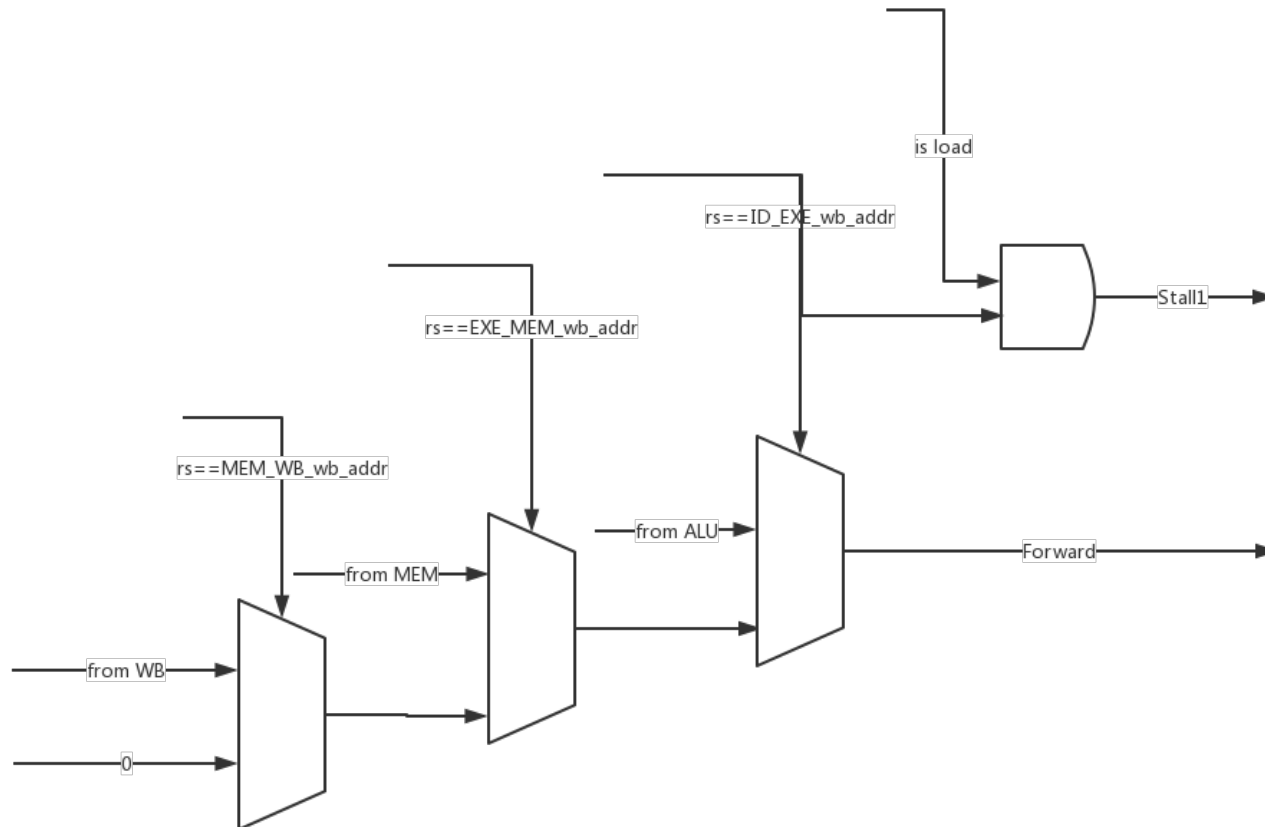 is load
rs==ID_EXE_wb_addr
Stall1
rs==EXE_MEM_wb_addr
rs==MEM_WB_wb_addr
from ALU
Forward
from MEM
from WB
0